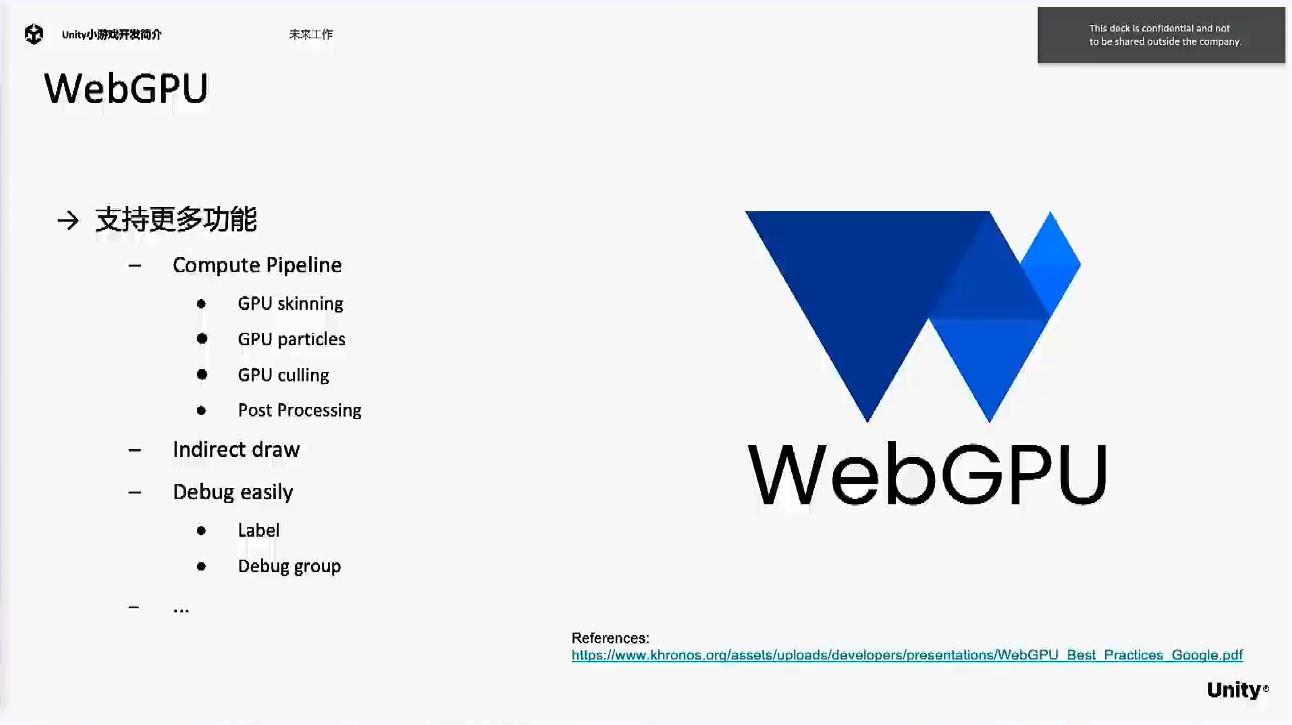 Unity小游戏开发简介
未来工作
This deck is confidential and not
to be shared outside the company.
WebGPU
→ 支持更多功能
– Compute Pipeline
● GPU skinning
● GPU particles
● GPU culling
● Post Processing
– Indirect draw
– Debug easily
● Label
● Debug group
– ...
WebGPU
References:
https://www.khronos.org/assets/uploads/developers/presentations/WebGPU_Best_Practices_Google.pdf
Unity®